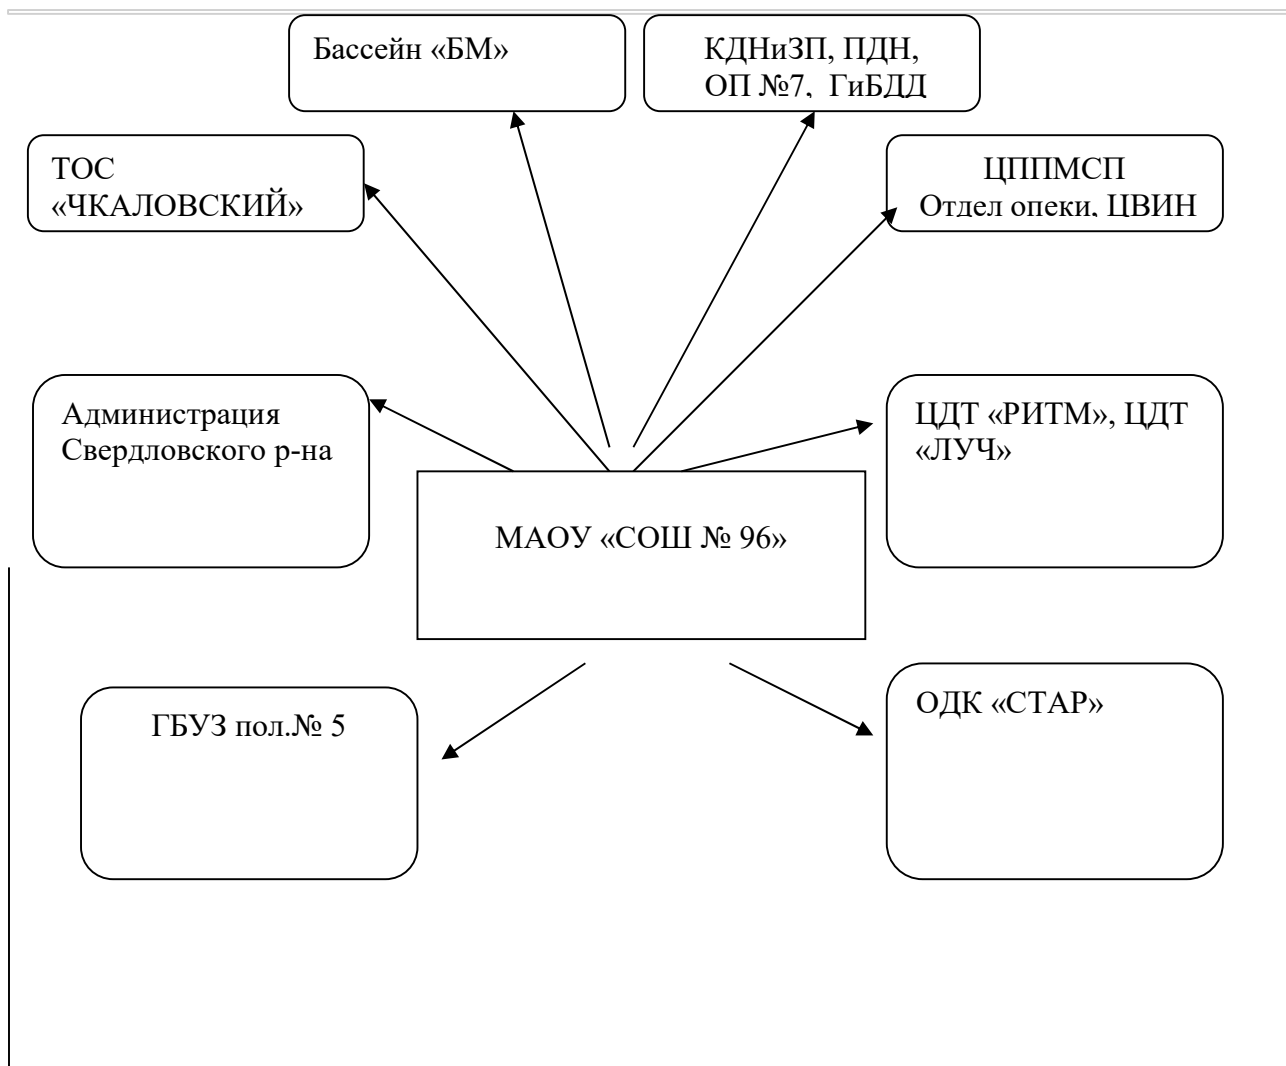 Бассейн «БМ»
КДНиЗП, ПДН,
ОП №7, ГиБДД
ТОС
«ЧКАЛОВСКИЙ»
ЦППМСП
Отдел опеки, ЦВИН
Администрация
Свердловского р-на
ЦДТ «РИТМ», ЦДТ
«ЛУЧ»
МАОУ «СОШ № 96»
ГБУЗ пол.№ 5
ОДК «СТАР»